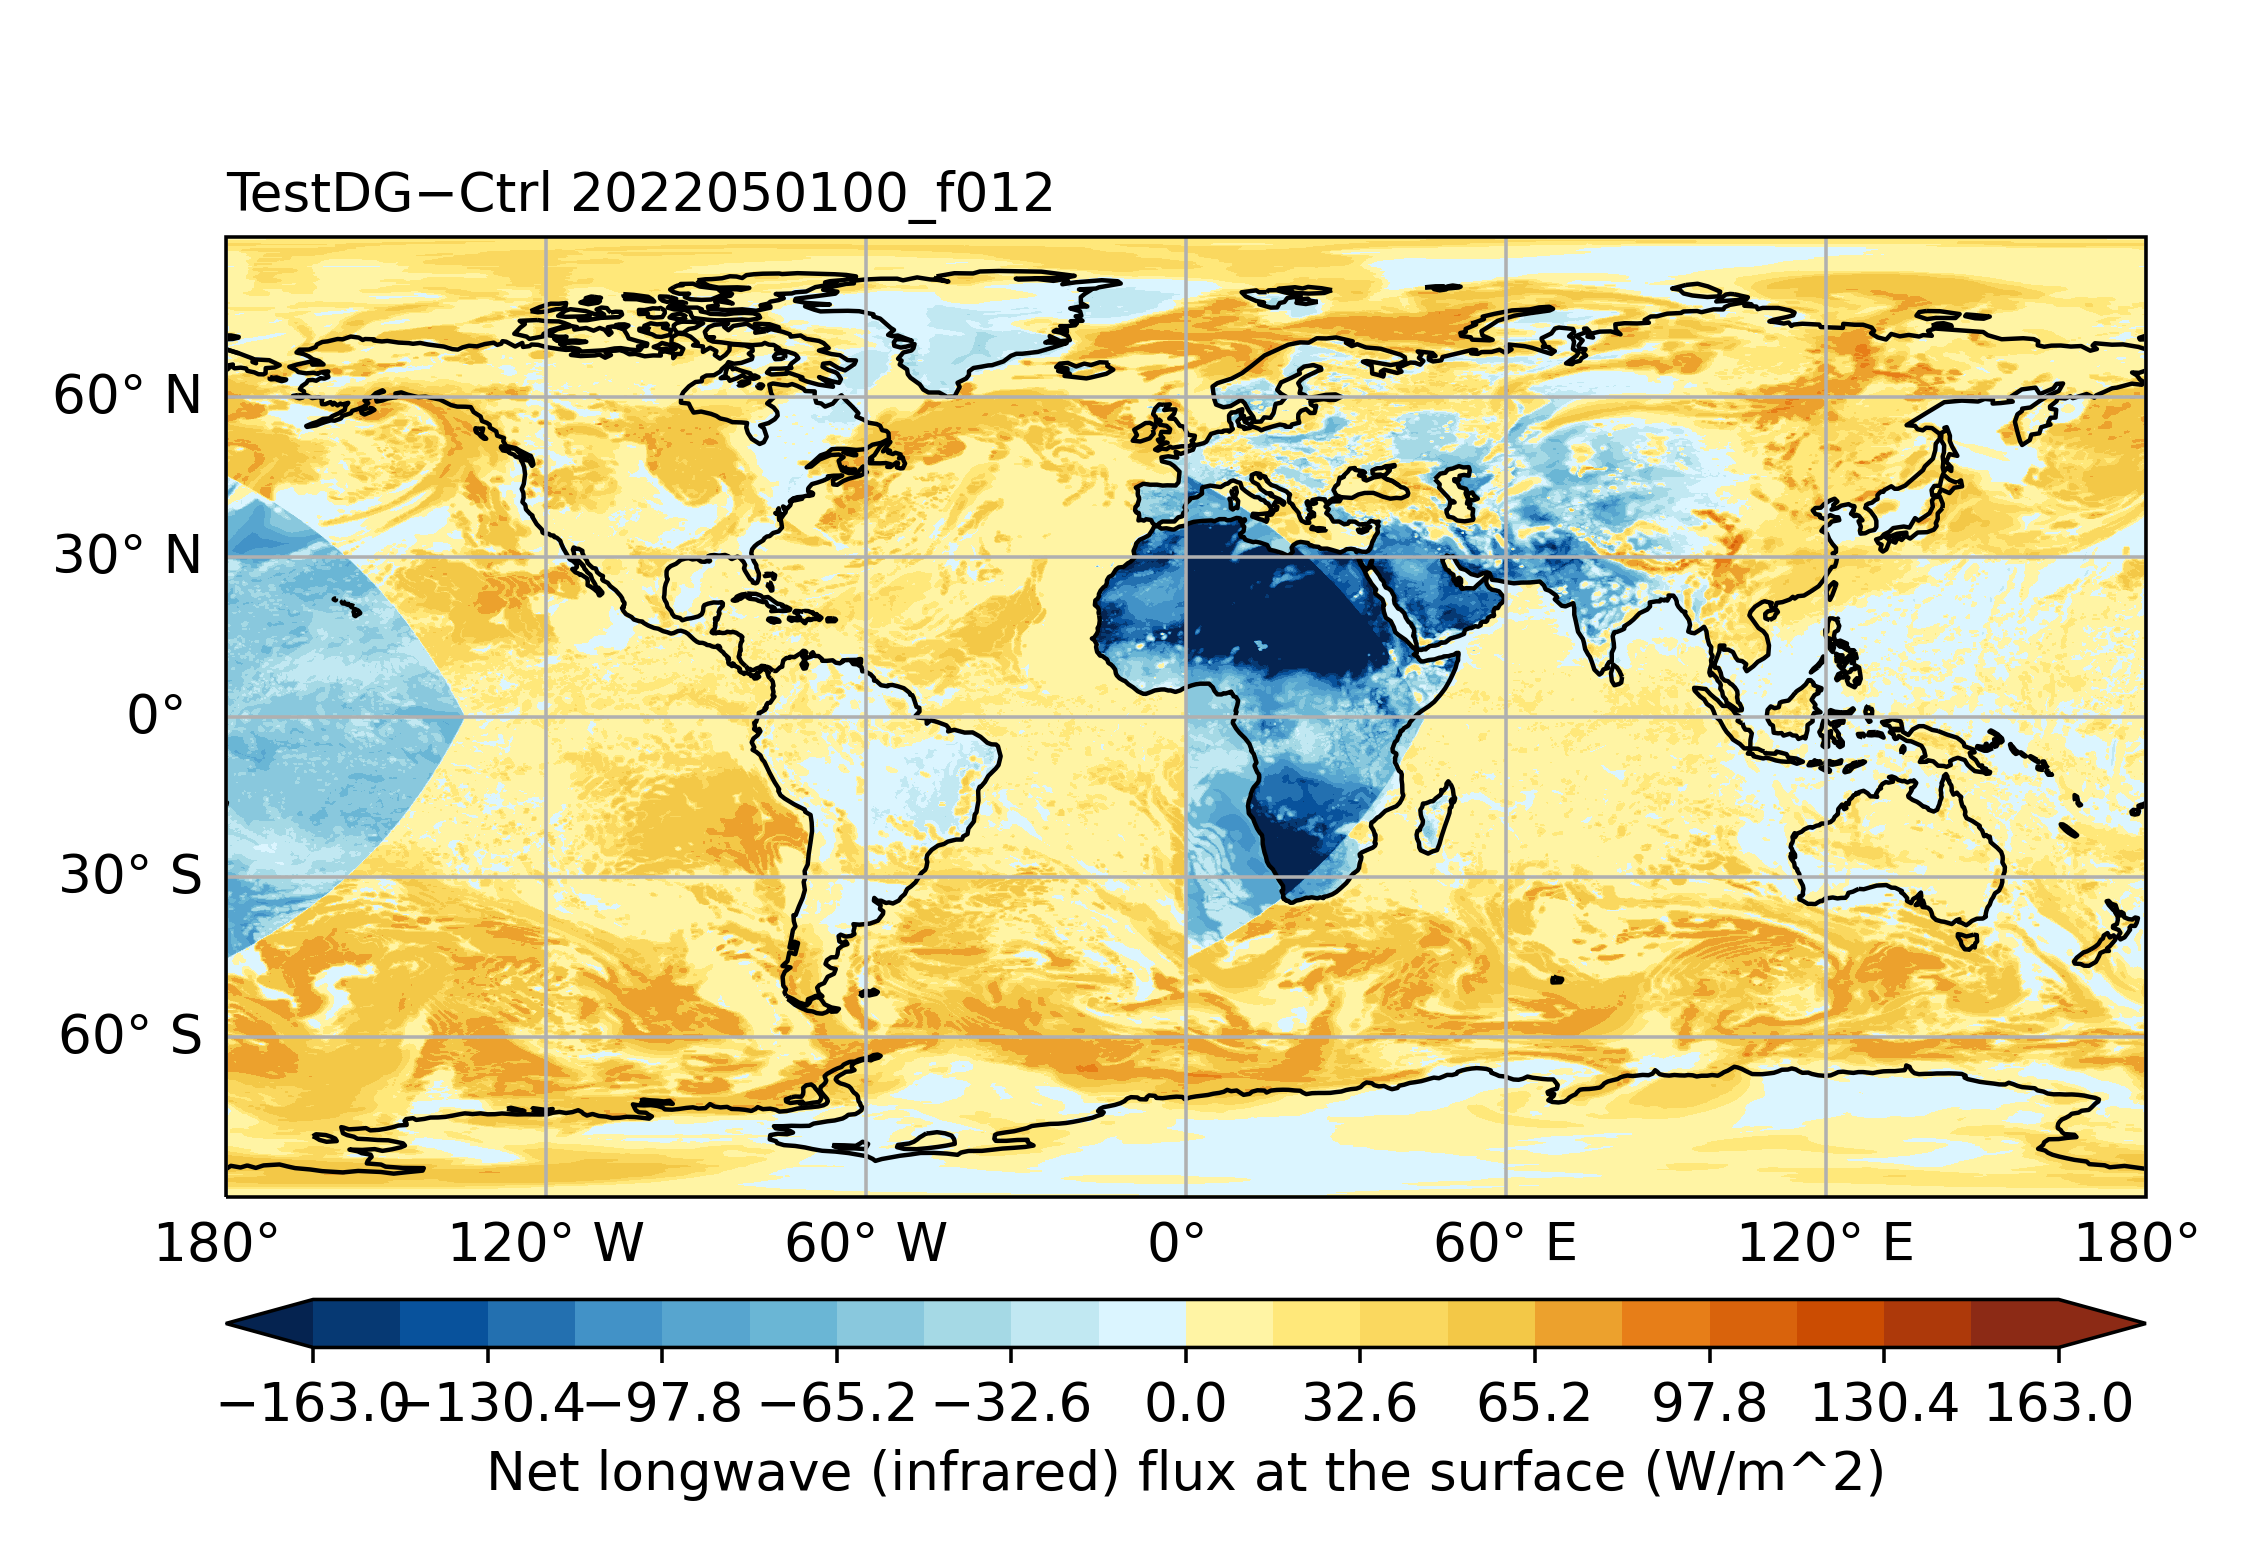 TestDG−Ctrl 2022050100_f012
60° N
30° N
0°
30° S
60° S
180° 120° W 60° W 0° 60° E 120° E 180°
−163.0 −130.4 −97.8 −65.2 −32.6 0.0 32.6 65.2 97.8 130.4 163.0
Net longwave (infrared) flux at the surface (W/m^2)